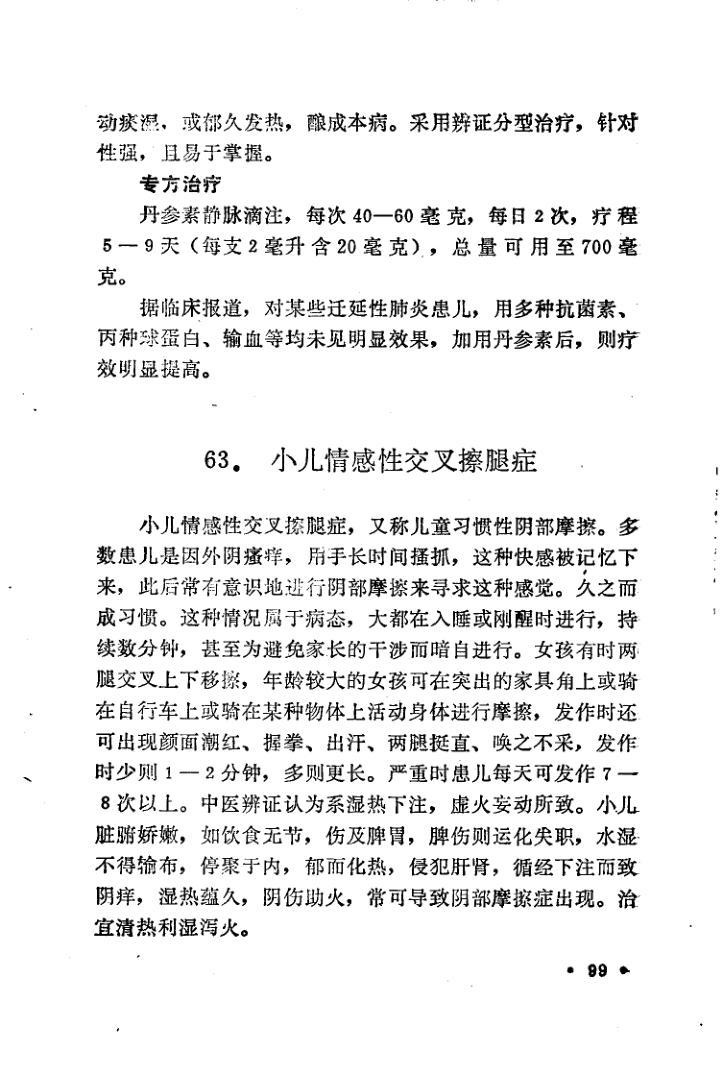 动痰湿，或郁久发热，酿成本病。采用辨证分型治疗，针对
性强，且易于掌握。
专方治疗
丹参素静脉滴注，每次40—60毫克，每日2次，疗程
5—9天（每支2毫升含20毫克），总量可用至700毫
克。
据临床报道，对某些迁延性肺炎患儿，用多种抗菌素、
丙种球蛋白、输血等均未见明显效果，加用丹参素后，则疗
效明显提高。
63. 小儿情感性交叉擦腿症
小儿情感性交叉擦腿症，又称儿童习惯性阴部摩擦。多
数患儿是因外阴瘙痒，用手长时间搔抓，这种快感被记忆下
来，此后常有意识地进行阴部摩擦来寻求这种感觉。久之而
成习惯。这种情况属于病态，大都在入睡或刚醒时进行，持
续数分钟，甚至为避免家长的干涉而暗自进行。女孩有时两
腿交叉上下移擦，年龄较大的女孩可在突出的家具角上或骑
在自行车上或骑在某种物体上活动身体进行摩擦，发作时还
可出现颜面潮红、握拳、出汗、两腿挺直、唤之不采，发作
时少则1—2分钟，多则更长。严重时患儿每天可发作7—
8次以上。中医辨证认为系湿热下注，虚火妄动所致。小儿
脏腑娇嫩，如饮食无节，伤及脾胃，脾伤则运化失职，水湿
不得输布，停聚于内，郁而化热，侵犯肝肾，循经下注而致
阴痒，湿热蕴久，阴伤助火，常可导致阴部摩擦症出现。治
宜清热利湿泻火。
• 99 •